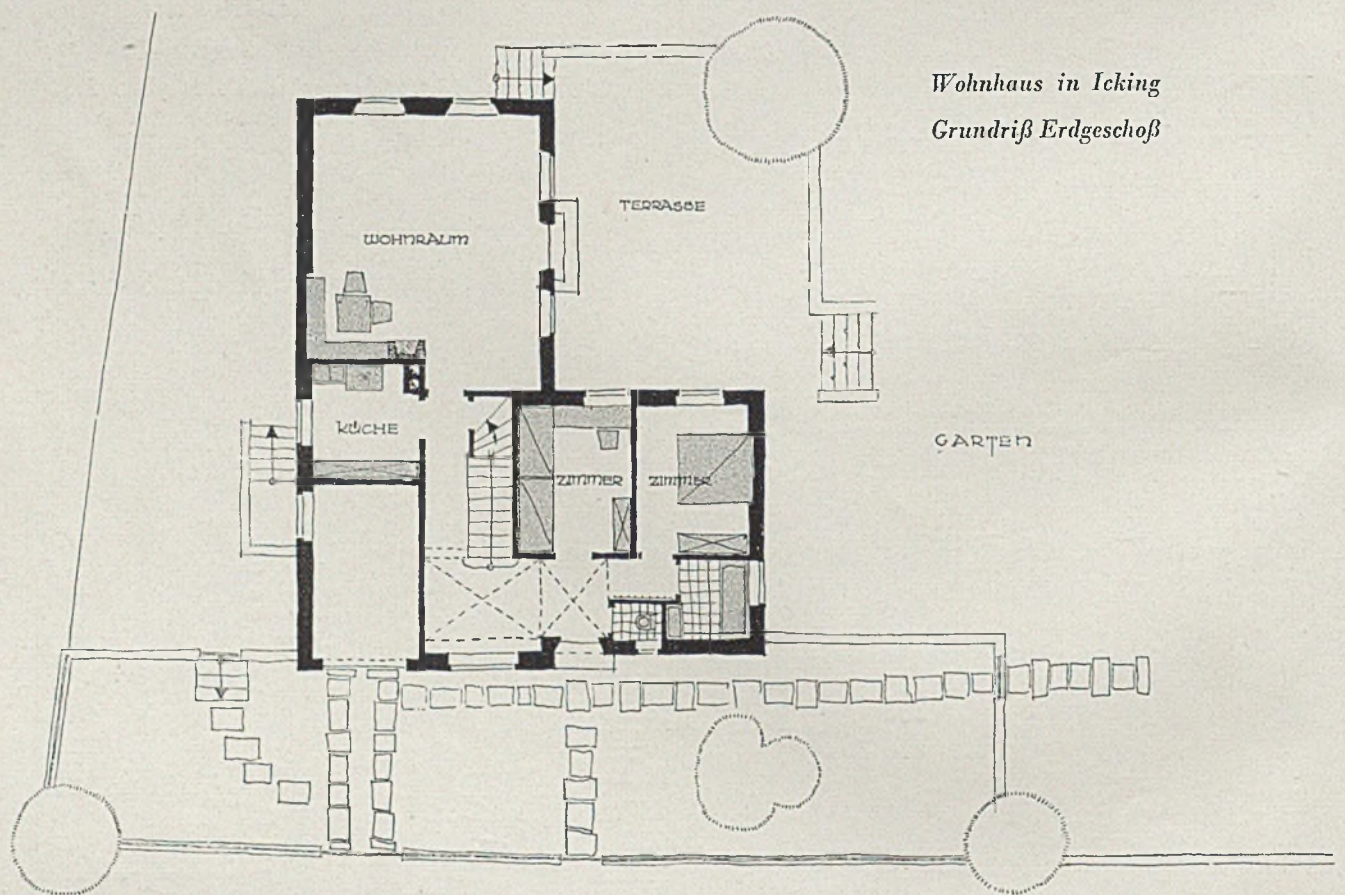 Wohnhaus in Icking
Grundriß Erdgeschoß
TERRASSE
WOHNRAUM
KÜCHE
GARTEN
ZIMMER
ZIMMER